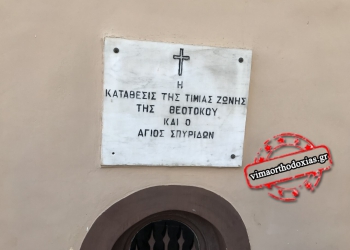 Η
ΚΑΤΑΘΕΣΙΣ ΤΗΣ ΤΙΜΙΑΣ ΖΩΝΗΣ
ΤΗΣ ΘΕΟΤΟΚΟΥ
ΚΑΙ Ο
ΑΓΙΟΣ ΣΠΥΡΙΔΩΝ
vimaorthodoxias.gr